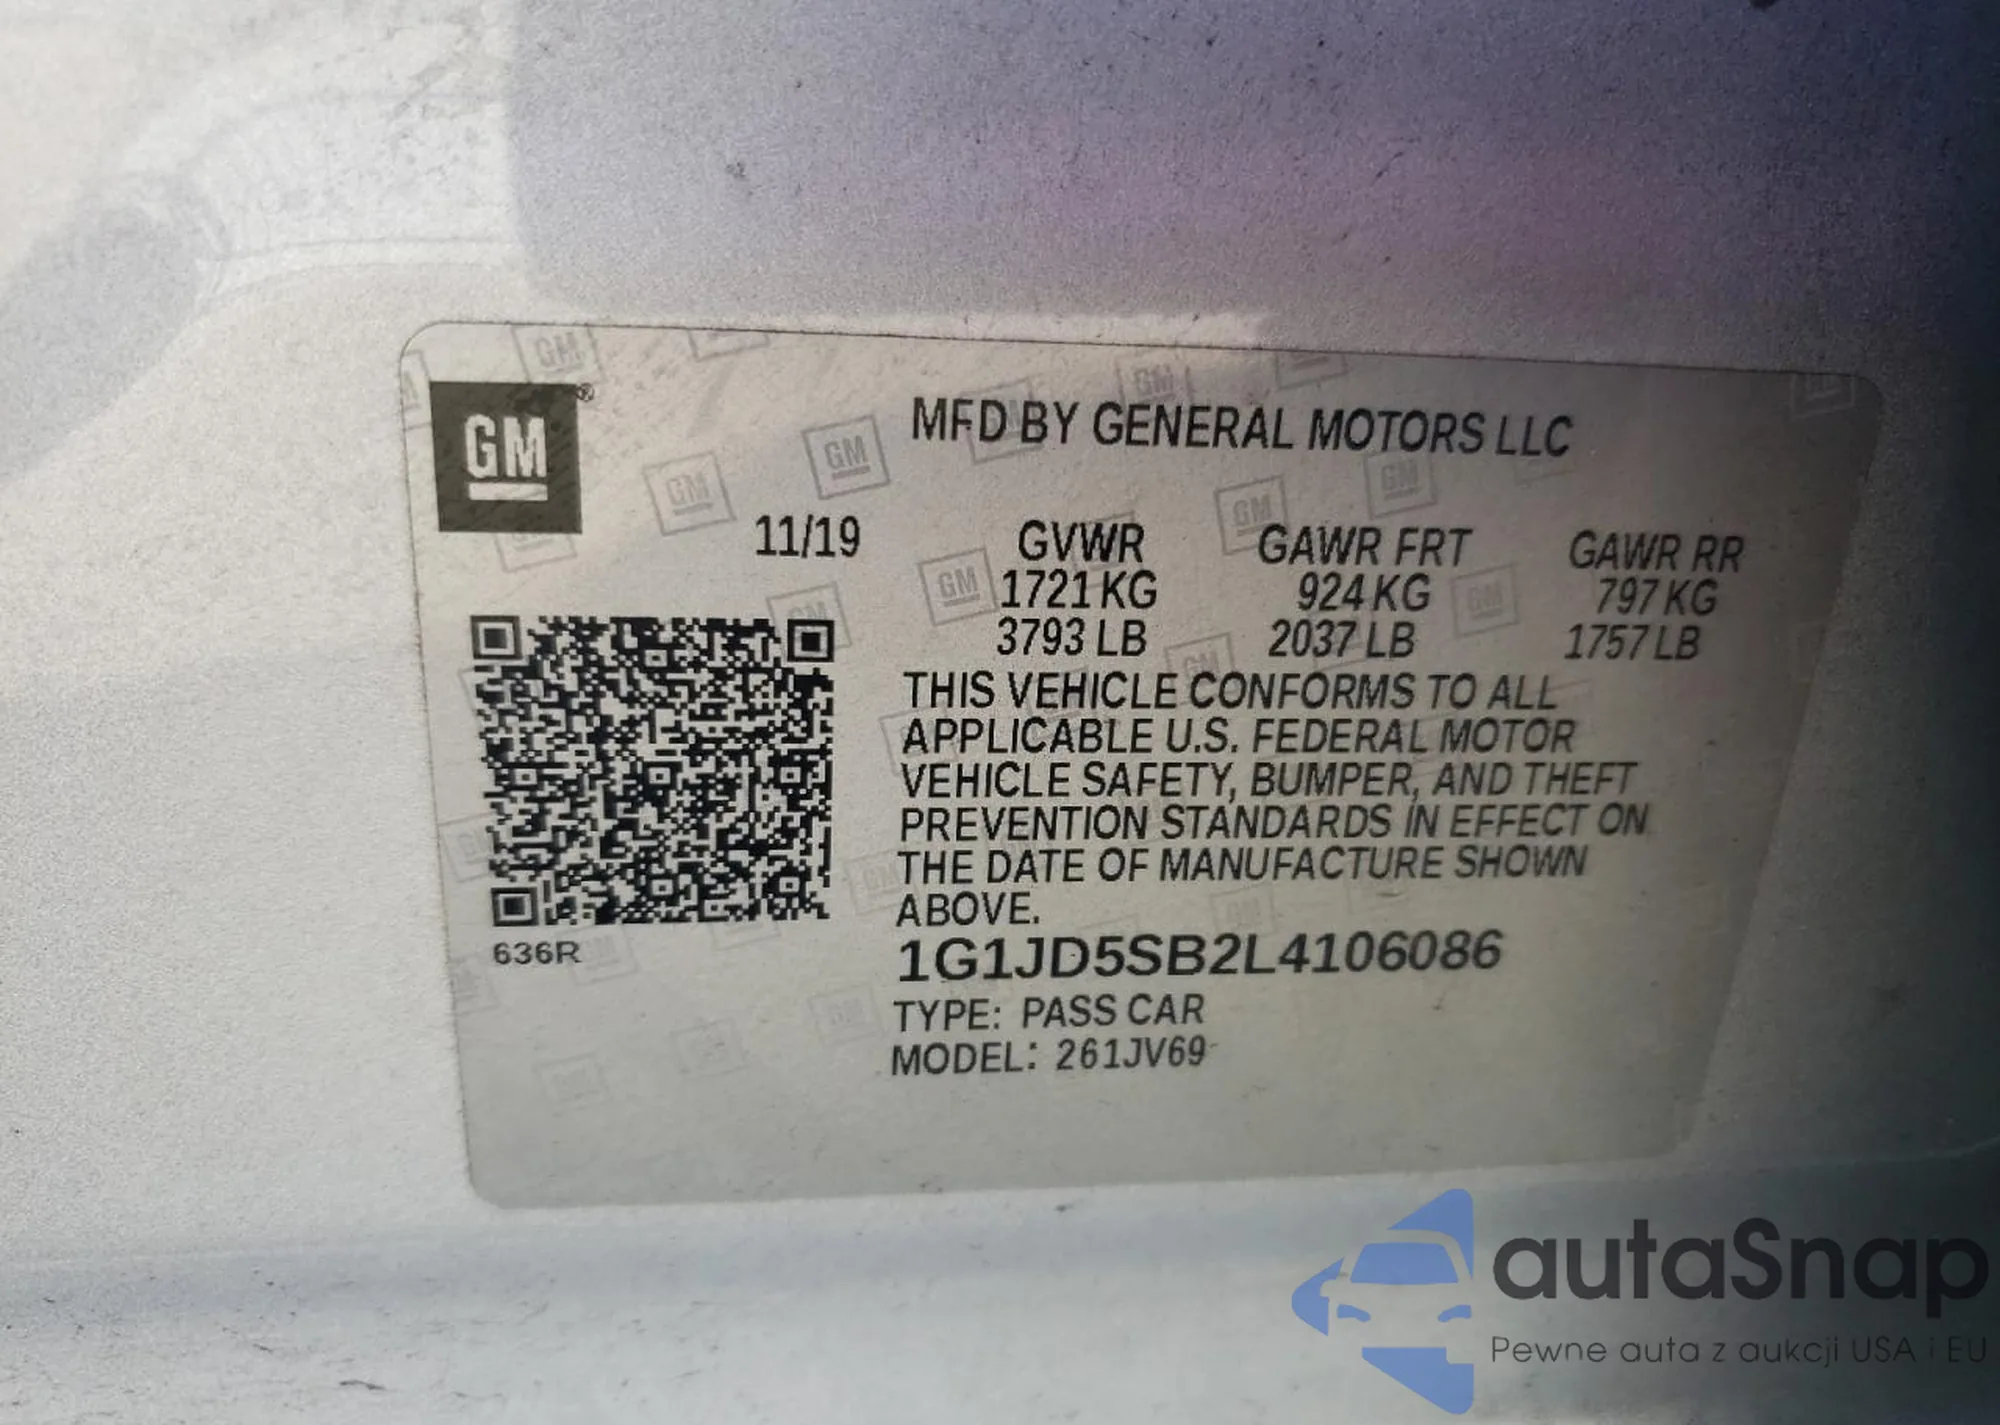 GM
MFD BY GENERAL MOTORS LLC
11/19 GVWR GAWR FRT GAWR RR
1721 KG 924 KG 797 KG
3793 LB 2037 LB 1757 LB
THIS VEHICLE CONFORMS TO ALL
APPLICABLE U.S. FEDERAL MOTOR
VEHICLE SAFETY, BUMPER, AND THEFT
PREVENTION STANDARDS IN EFFECT ON
THE DATE OF MANUFACTURE SHOWN
ABOVE.
636R
1G1JD5SB2L4106086
TYPE: PASS CAR
MODEL: 261JV69
autaSnap
Pewne auta z aukcji USA i EU